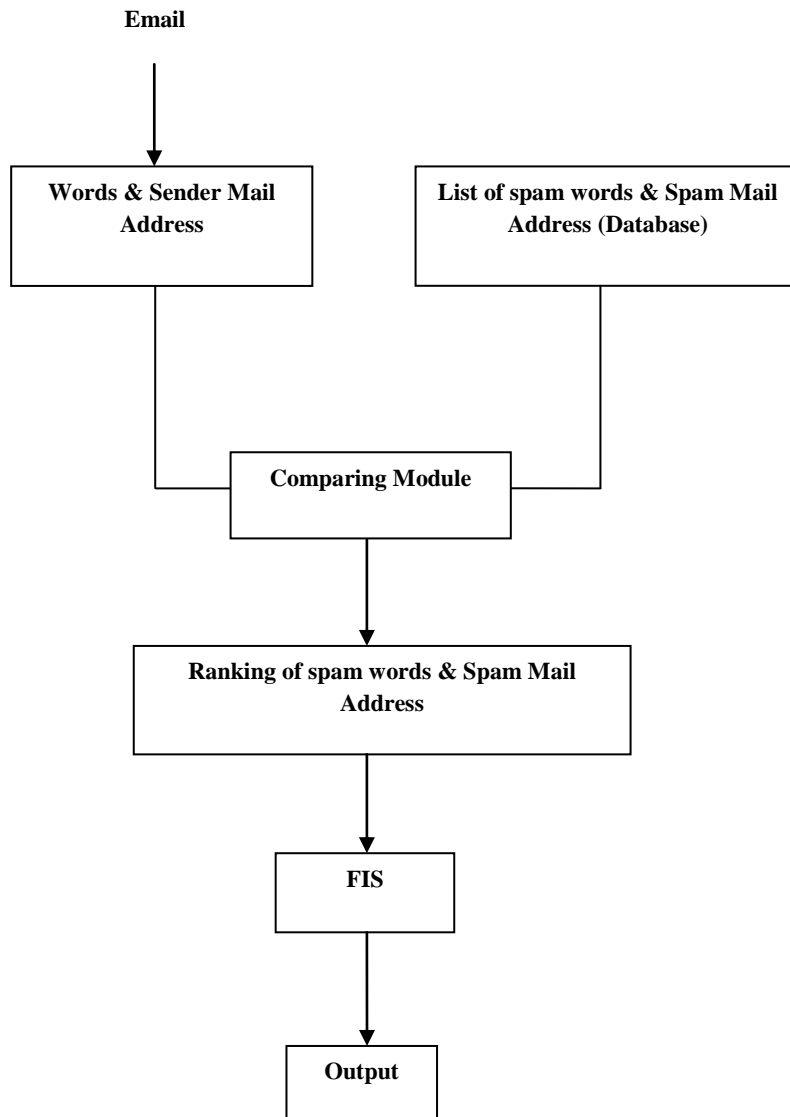 Email
Words & Sender Mail
Address
List of spam words & Spam Mail
Address (Database)
Comparing Module
Ranking of spam words & Spam Mail
Address
FIS
Output